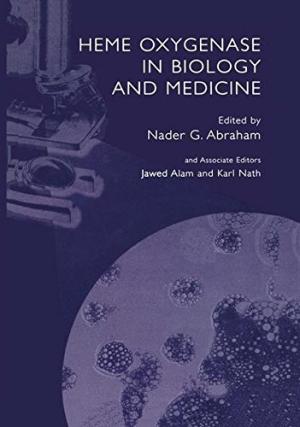 HEME OXYGENASE
IN BIOLOGY
AND MEDICINE
Edited by
Nader G. Abraham
and Associate Editors
Jawed Alam and Karl Nath